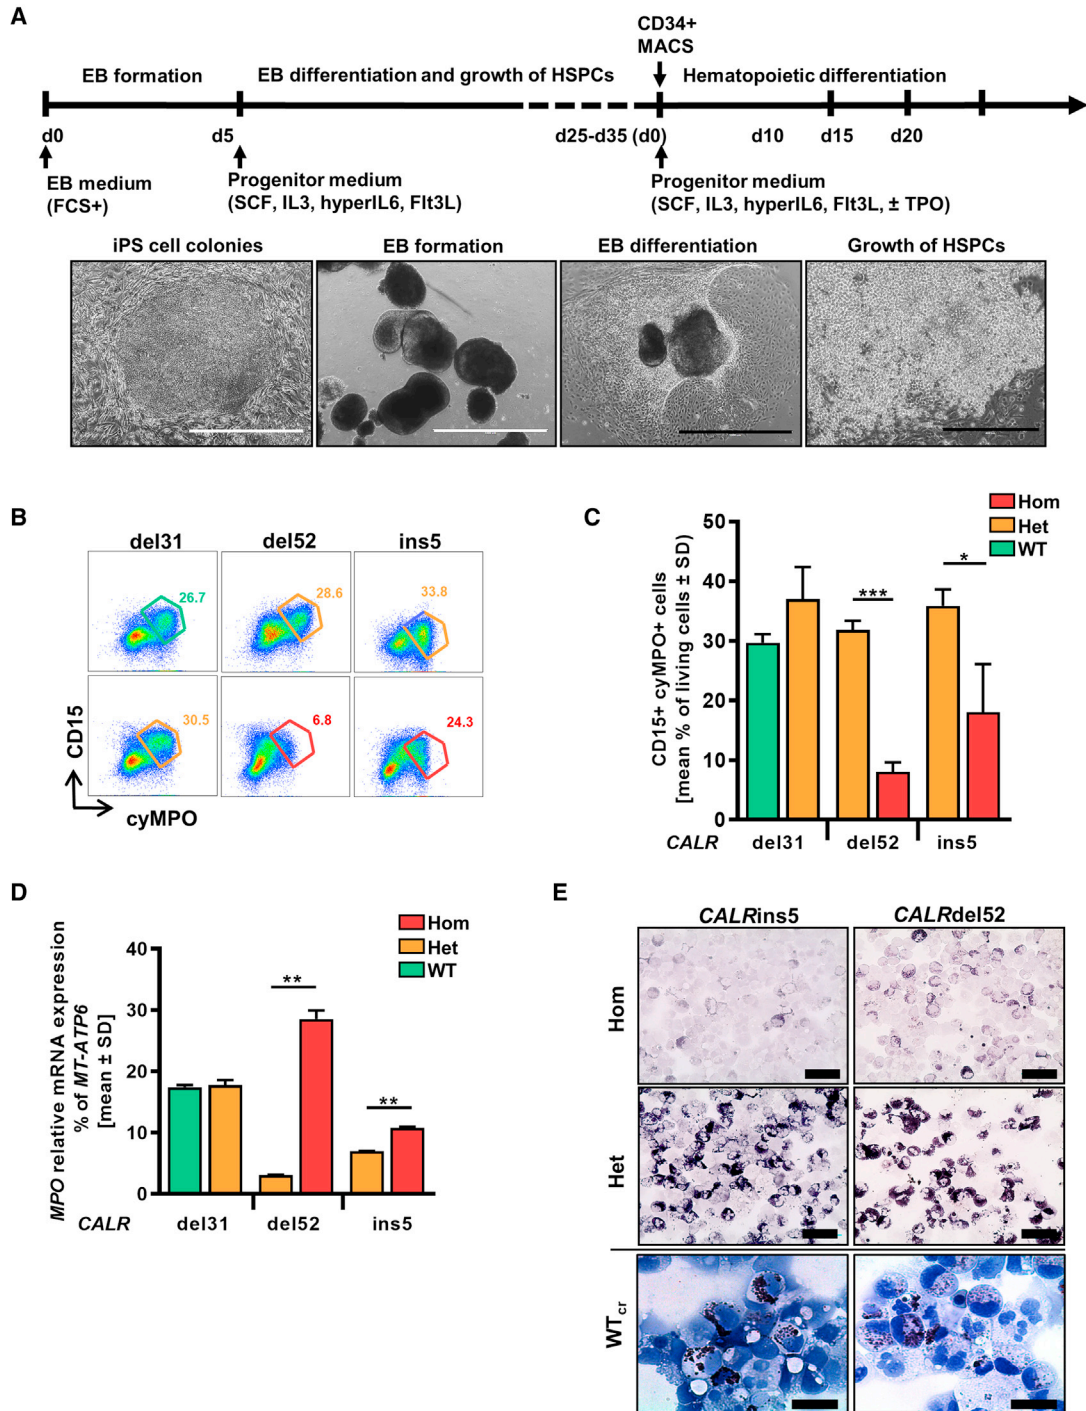 A
CD34+
MACS
EB formation
EB differentiation and growth of HSPCs
Hematopoietic differentiation
d0
d5
d25-d35 (d0)
d10
d15
d20
EB medium
(FCS+)
Progenitor medium
(SCF, IL3, hyperIL6, Flt3L)
Progenitor medium
(SCF, IL3, hyperIL6, Flt3L, ± TPO)
iPS cell colonies
EB formation
EB differentiation
Growth of HSPCs
B
del31
del52
ins5
26.7
28.6
33.8
30.5
6.8
24.3
CD15
cyMPO
C
Hom
Het
WT
CD15+ cyMPO+ cells
[mean % of living cells ± SD)
50
40
30
20
10
0
***
*
CALR
del31
del52
ins5
D
Hom
Het
WT
MPO relative mRNA expression
% of MT-ATP6
[mean ± SD]
40
30
20
10
0
**
**
CALR
del31
del52
ins5
E
CALRins5
CALRdel52
Hom
Het
WTcr